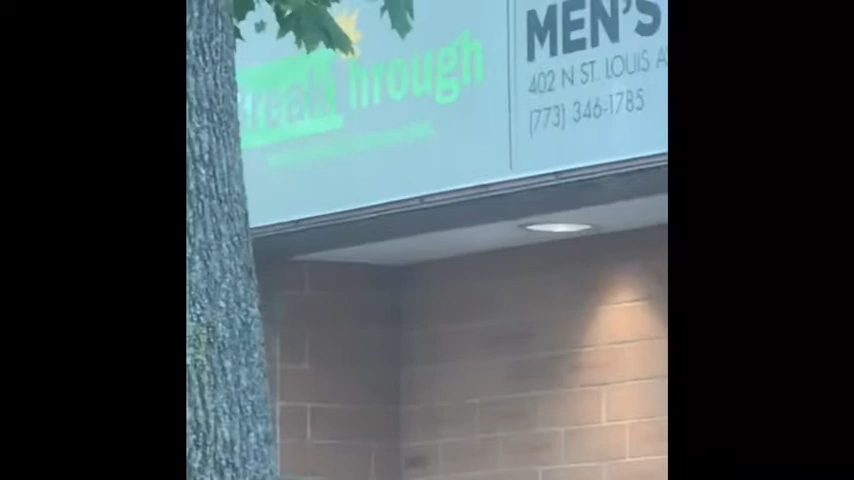 Breakthrough
MEN'S
402 N ST. LOUIS A
(773) 346-1785